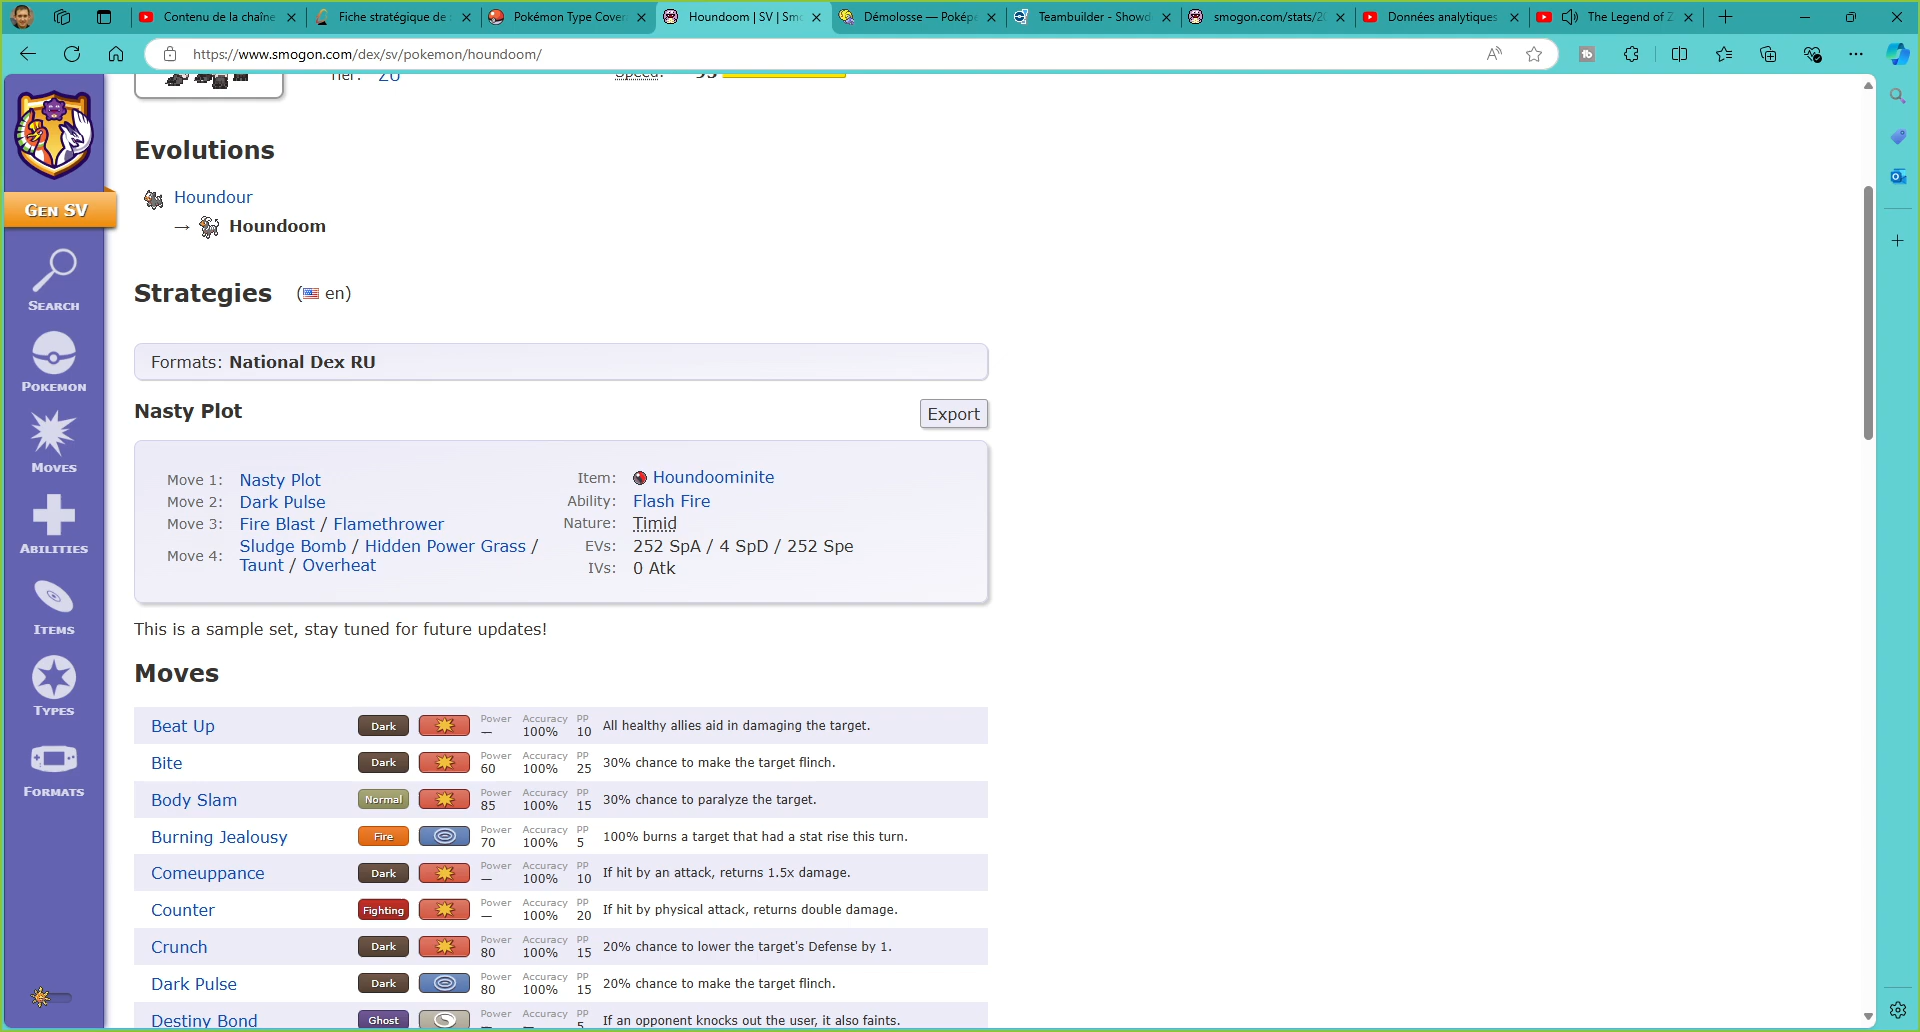 Contenu de la chaîne
Fiche stratégique de
Pokémon Type Cover
Houndoom | SV | Smo
Démolosse — Poképé
Teambuilder - Showd
smogon.com/stats/20
Données analytiques
The Legend of Z
https://www.smogon.com/dex/sv/pokemon/houndoom/
Tier: ZU
Speed: 95
GEN SV
SEARCH
POKEMON
MOVES
ABILITIES
ITEMS
TYPES
FORMATS
Evolutions
Houndour
→ Houndoom
Strategies (en)
Formats: National Dex RU
Nasty Plot
Export
Move 1: Nasty Plot
Move 2: Dark Pulse
Move 3: Fire Blast / Flamethrower
Move 4: Sludge Bomb / Hidden Power Grass /
Taunt / Overheat
Item: Houndoominite
Ability: Flash Fire
Nature: Timid
EVs: 252 SpA / 4 SpD / 252 Spe
IVs: 0 Atk
This is a sample set, stay tuned for future updates!
Moves
Beat Up Dark Power — Accuracy 100% PP 10 All healthy allies aid in damaging the target.
Bite Dark Power 60 Accuracy 100% PP 25 30% chance to make the target flinch.
Body Slam Normal Power 85 Accuracy 100% PP 15 30% chance to paralyze the target.
Burning Jealousy Fire Power 70 Accuracy 100% PP 5 100% burns a target that had a stat rise this turn.
Comeuppance Dark Power — Accuracy 100% PP 10 If hit by an attack, returns 1.5x damage.
Counter Fighting Power — Accuracy 100% PP 20 If hit by physical attack, returns double damage.
Crunch Dark Power 80 Accuracy 100% PP 15 20% chance to lower the target's Defense by 1.
Dark Pulse Dark Power 80 Accuracy 100% PP 15 20% chance to make the target flinch.
Destiny Bond Ghost Power — Accuracy — PP 5 If an opponent knocks out the user, it also faints.